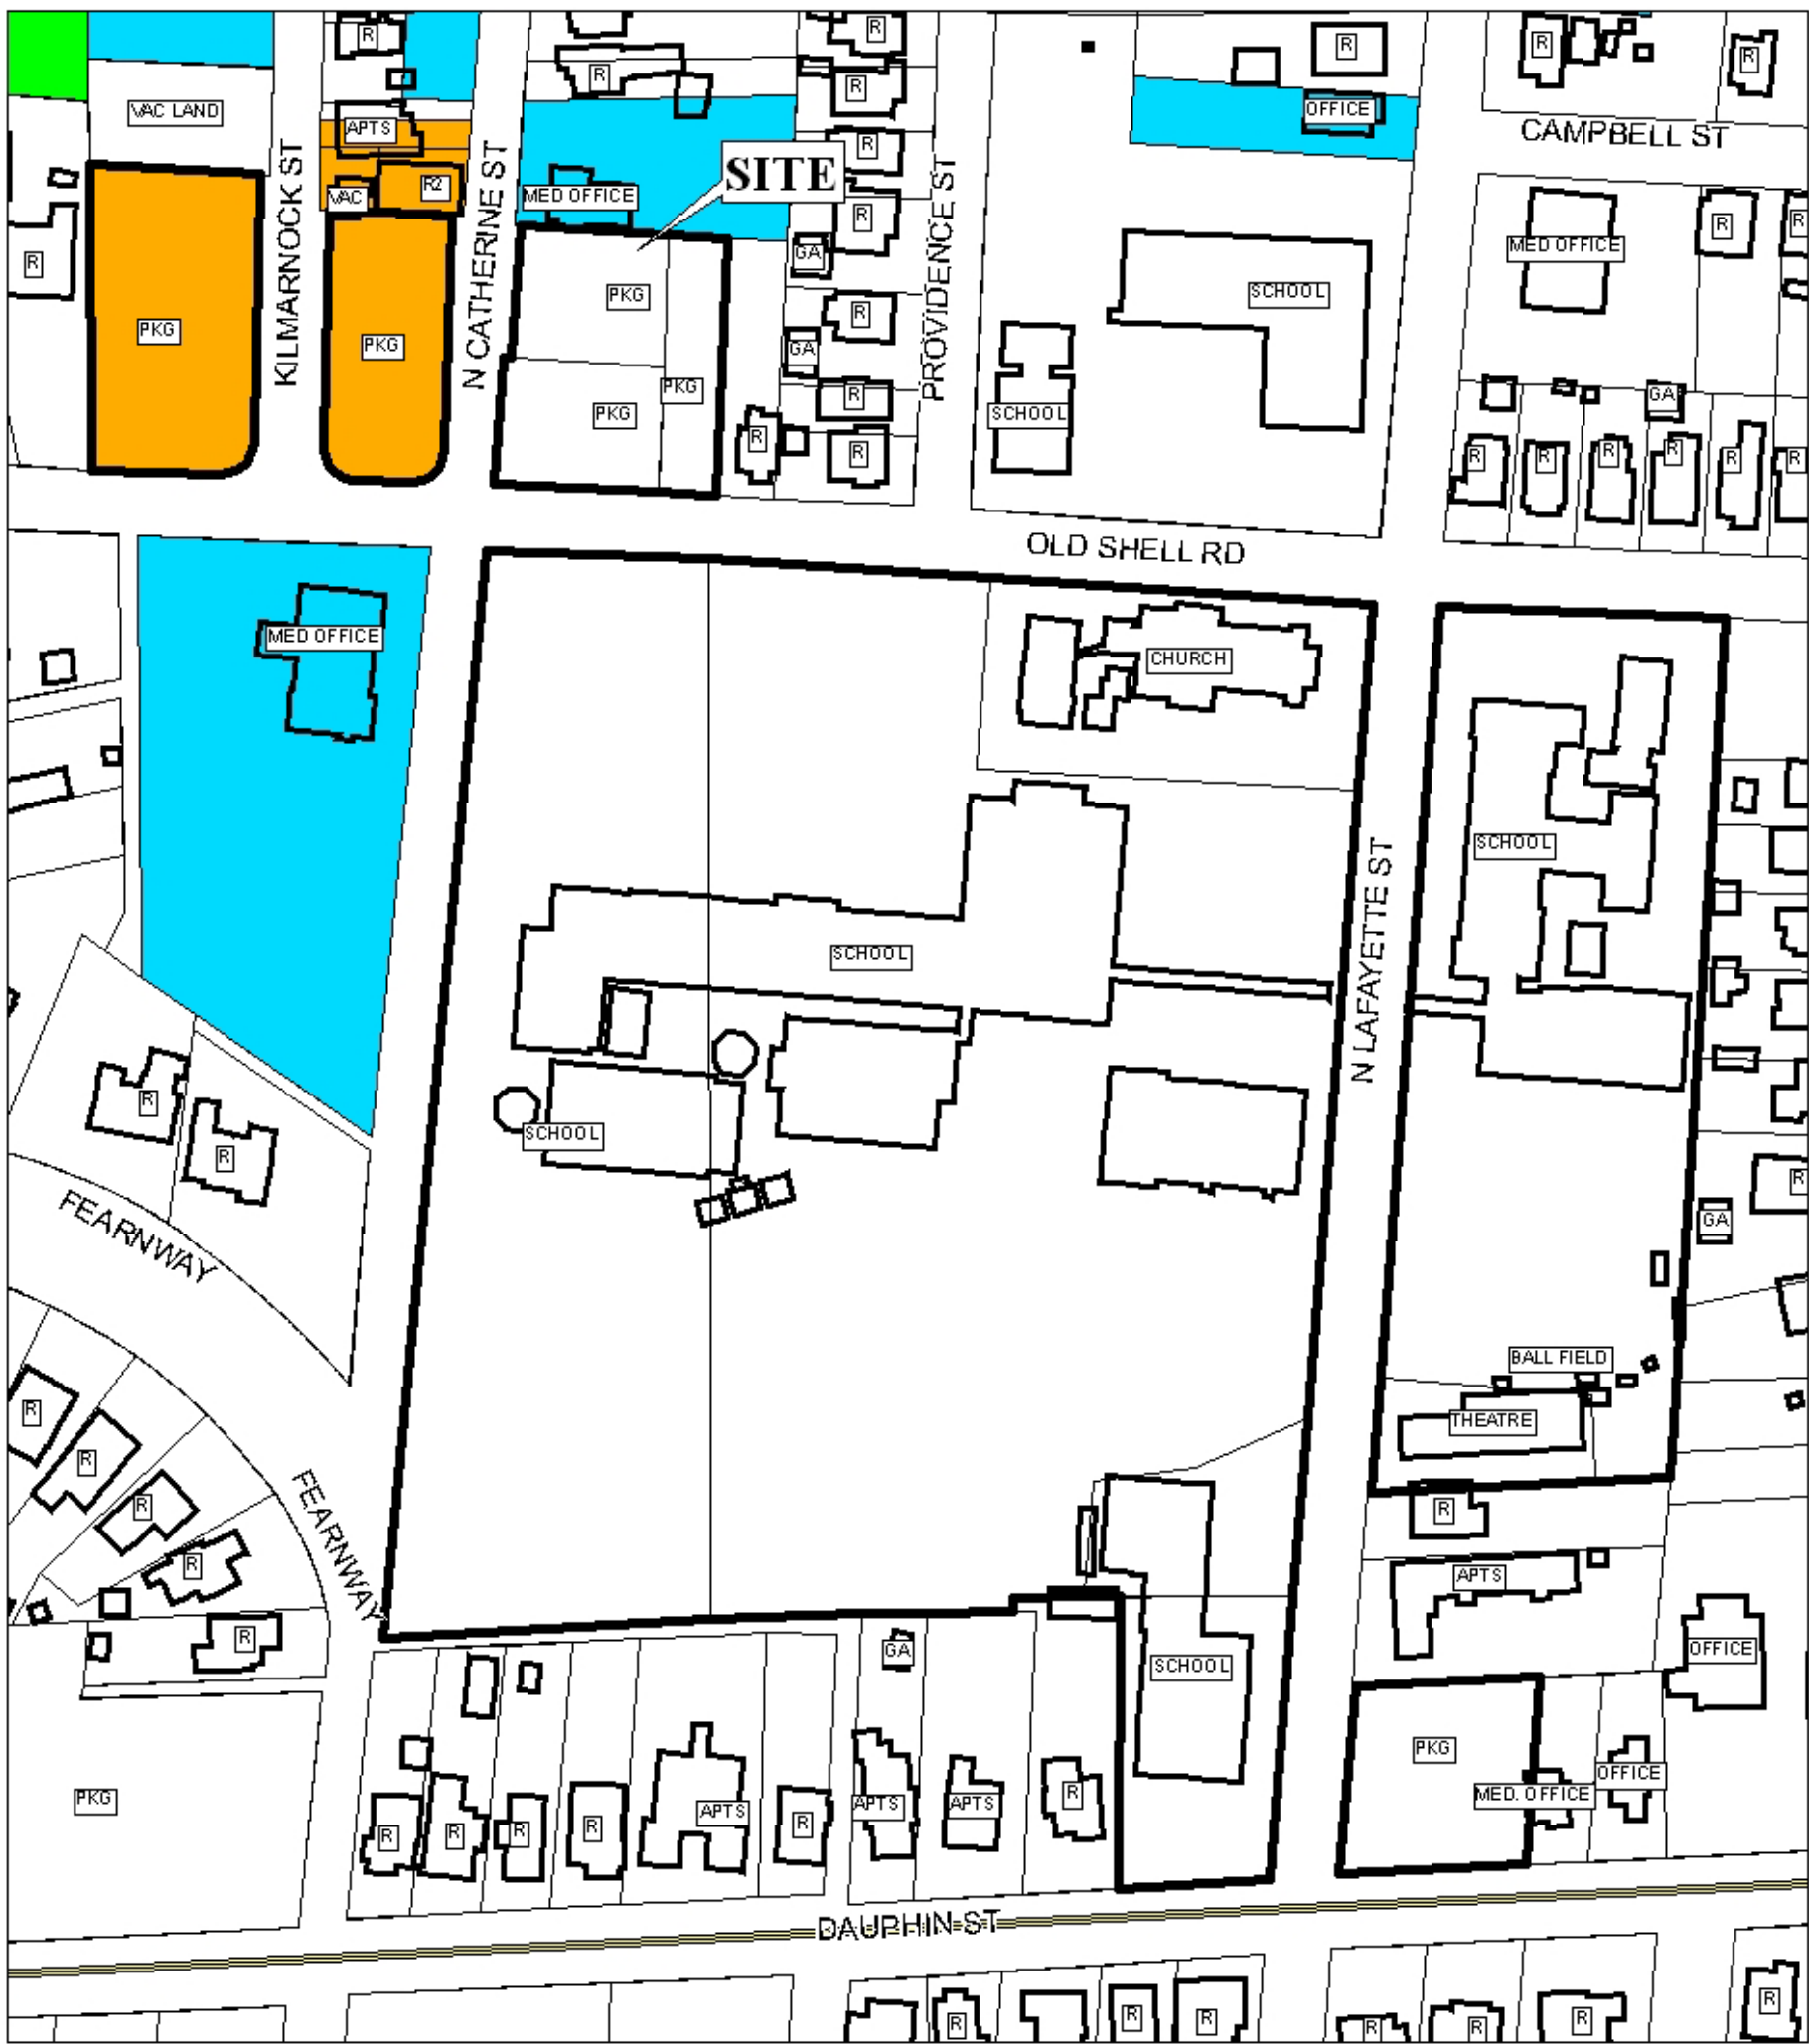 R
R
R
R
R
R
VAC LAND
R
OFFICE
APTS
CAMPBELL ST
R
SITE
VAC
R2
MED OFFICE
R
R
R
KILMARNOCK ST
N CATHERINE ST
PROVIDENCE ST
MED OFFICE
R
GA
PKG
SCHOOL
PKG
PKG
R
GA
PKG
R
GA
PKG
SCHOOL
R
R
R
R
R
R
R
R
OLD SHELL RD
MED OFFICE
CHURCH
SCHOOL
N LAFAYETTE ST
SCHOOL
R
SCHOOL
R
R
GA
FEARNWAY
BALL FIELD
R
THEATRE
R
R
R
FEARNWAY
R
APTS
R
GA
SCHOOL
OFFICE
PKG
PKG
OFFICE
MED. OFFICE
R
R
R
R
APTS
R
APTS
APTS
R
DAUPHIN ST
R
R
R
R
R
R
R